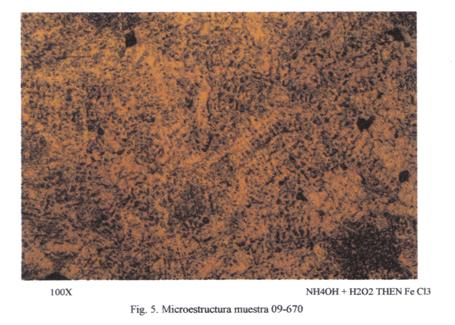 100X NH4OH + H2O2 THEN Fe Cl3
Fig. 5. Microestructura muestra 09-670